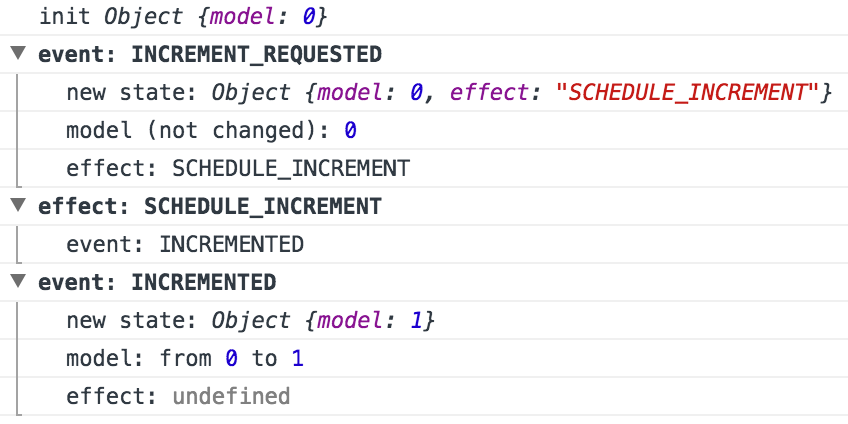 init Object {model: 0}
▼ event: INCREMENT_REQUESTED
new state: Object {model: 0, effect: "SCHEDULE_INCREMENT"}
model (not changed): 0
effect: SCHEDULE_INCREMENT
▼ effect: SCHEDULE_INCREMENT
event: INCREMENTED
▼ event: INCREMENTED
new state: Object {model: 1}
model: from 0 to 1
effect: undefined